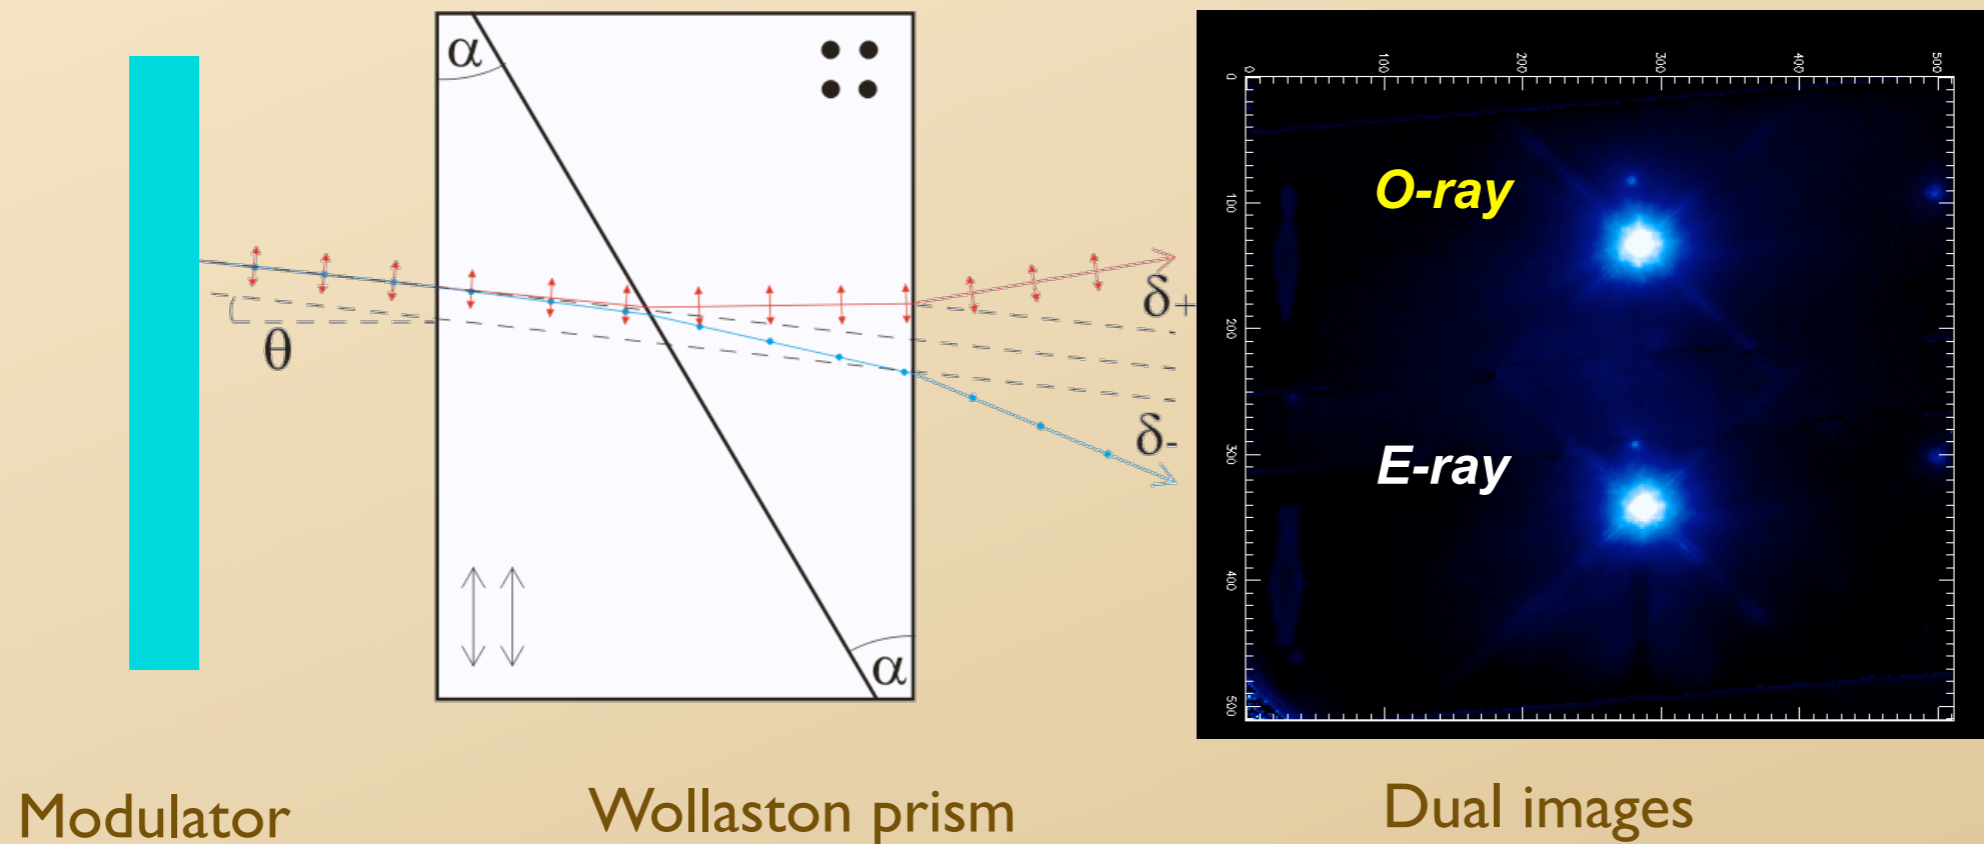 α
θ
α
δ+
δ-
0
100
200
300
400
500
0
100
200
300
400
500
O-ray
E-ray
Modulator
Wollaston prism
Dual images